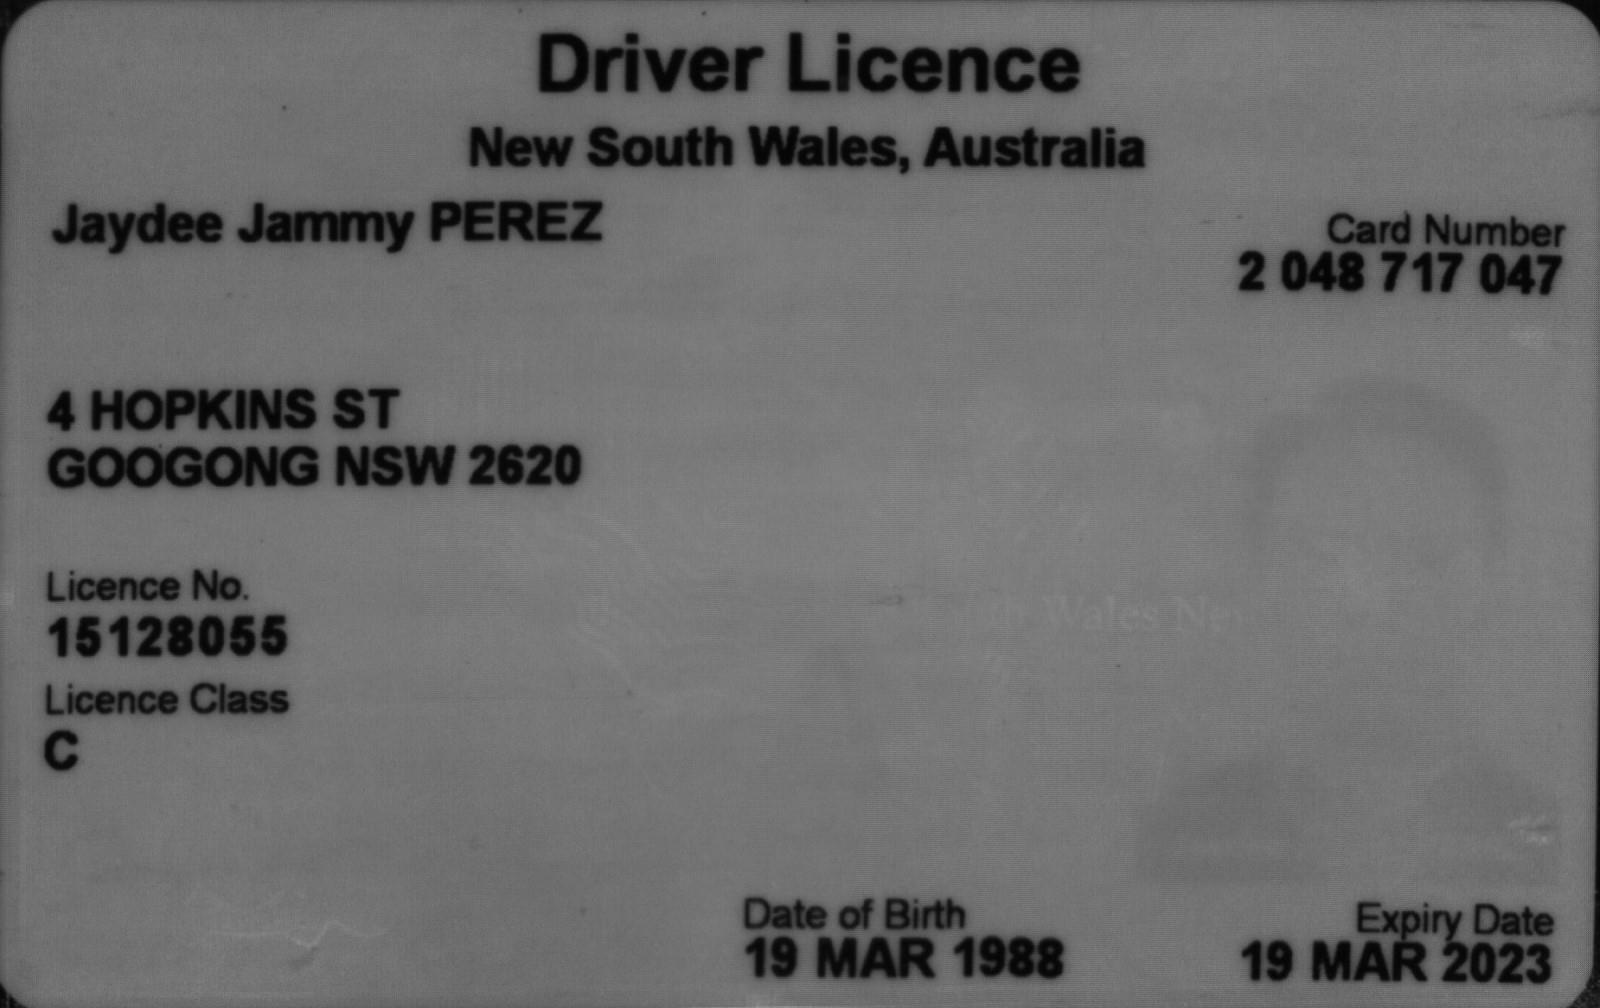 Driver Licence
New South Wales, Australia
Jaydee Jammy PEREZ
Card Number
2 048 717 047
4 HOPKINS ST
GOOGONG NSW 2620
Licence No.
15128055
Licence Class
C
Wales
Date of Birth
19 MAR 1988
Expiry Date
19 MAR 2023